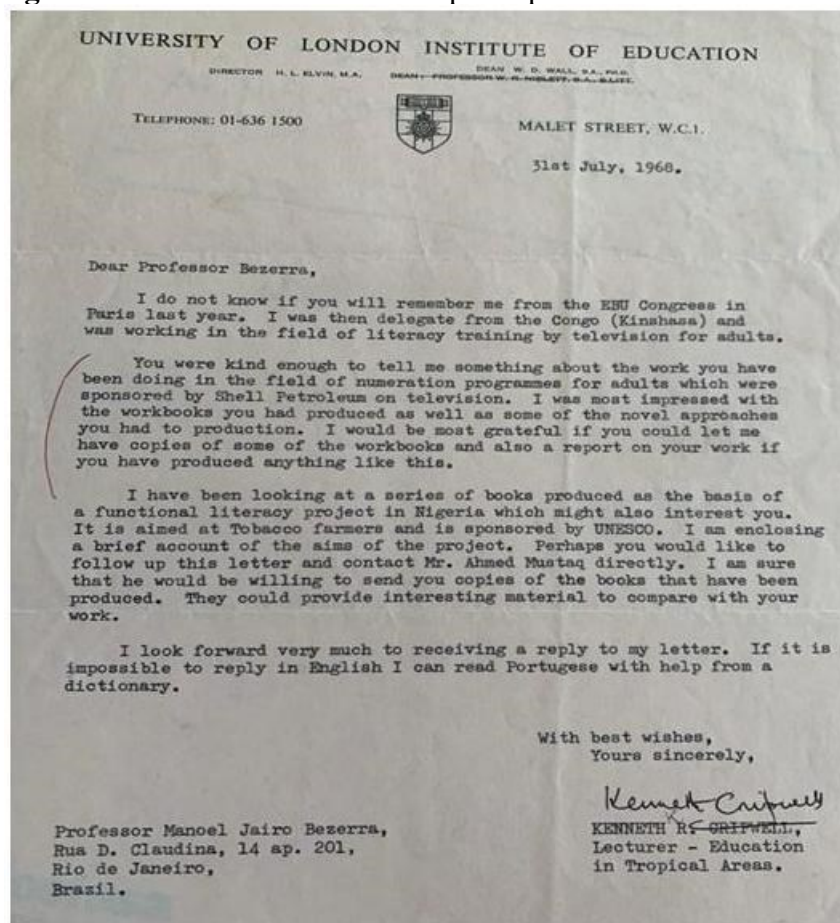 UNIVERSITY OF LONDON INSTITUTE OF EDUCATION
DIRECTOR H. L. ELVIN, M.A.
DEAN W. D. WALL, B.A., PH.D.
DEAN: PROFESSOR W. R. NIBLETT, B.A., B.LITT.
TELEPHONE: 01-636 1500
MALET STREET, W.C.1.
31st July, 1968.
Dear Professor Bezerra,
I do not know if you will remember me from the EBU Congress in
Paris last year. I was then delegate from the Congo (Kinshasa) and
was working in the field of literacy training by television for adults.
You were kind enough to tell me something about the work you have
been doing in the field of numeration programmes for adults which were
sponsored by Shell Petroleum on television. I was most impressed with
the workbooks you had produced as well as some of the novel approaches
you had to production. I would be most grateful if you could let me
have copies of some of the workbooks and also a report on your work if
you have produced anything like this.
I have been looking at a series of books produced as the basis of
a functional literacy project in Nigeria which might also interest you.
It is aimed at Tobacco farmers and is sponsored by UNESCO. I am enclosing
a brief account of the aims of the project. Perhaps you would like to
follow up this letter and contact Mr. Ahmed Mustaq directly. I am sure
that he would be willing to send you copies of the books that have been
produced. They could provide interesting material to compare with your
work.
I look forward very much to receiving a reply to my letter. If it is
impossible to reply in English I can read Portugese with help from a
dictionary.
With best wishes,
Yours sincerely,
Kenneth Cripwell
KENNETH R. CRIPWELL,
Lecturer - Education
in Tropical Areas.
Professor Manoel Jairo Bezerra,
Rua D. Claudina, 14 ap. 201,
Rio de Janeiro,
Brazil.